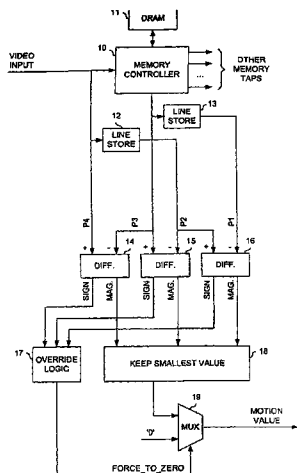 11
DRAM
VIDEO
INPUT
10
MEMORY
CONTROLLER
...
OTHER
MEMORY
TAPS
12
LINE
STORE
13
LINE
STORE
P4
P3
P2
P1
+ - 14 + - 15 + - 16
DIFF. DIFF. DIFF.
SIGN MAG. SIGN MAG. SIGN MAG.
17
OVERRIDE
LOGIC
KEEP SMALLEST VALUE
18
19
MUX
'0'
MOTION
VALUE
FORCE_TO_ZERO